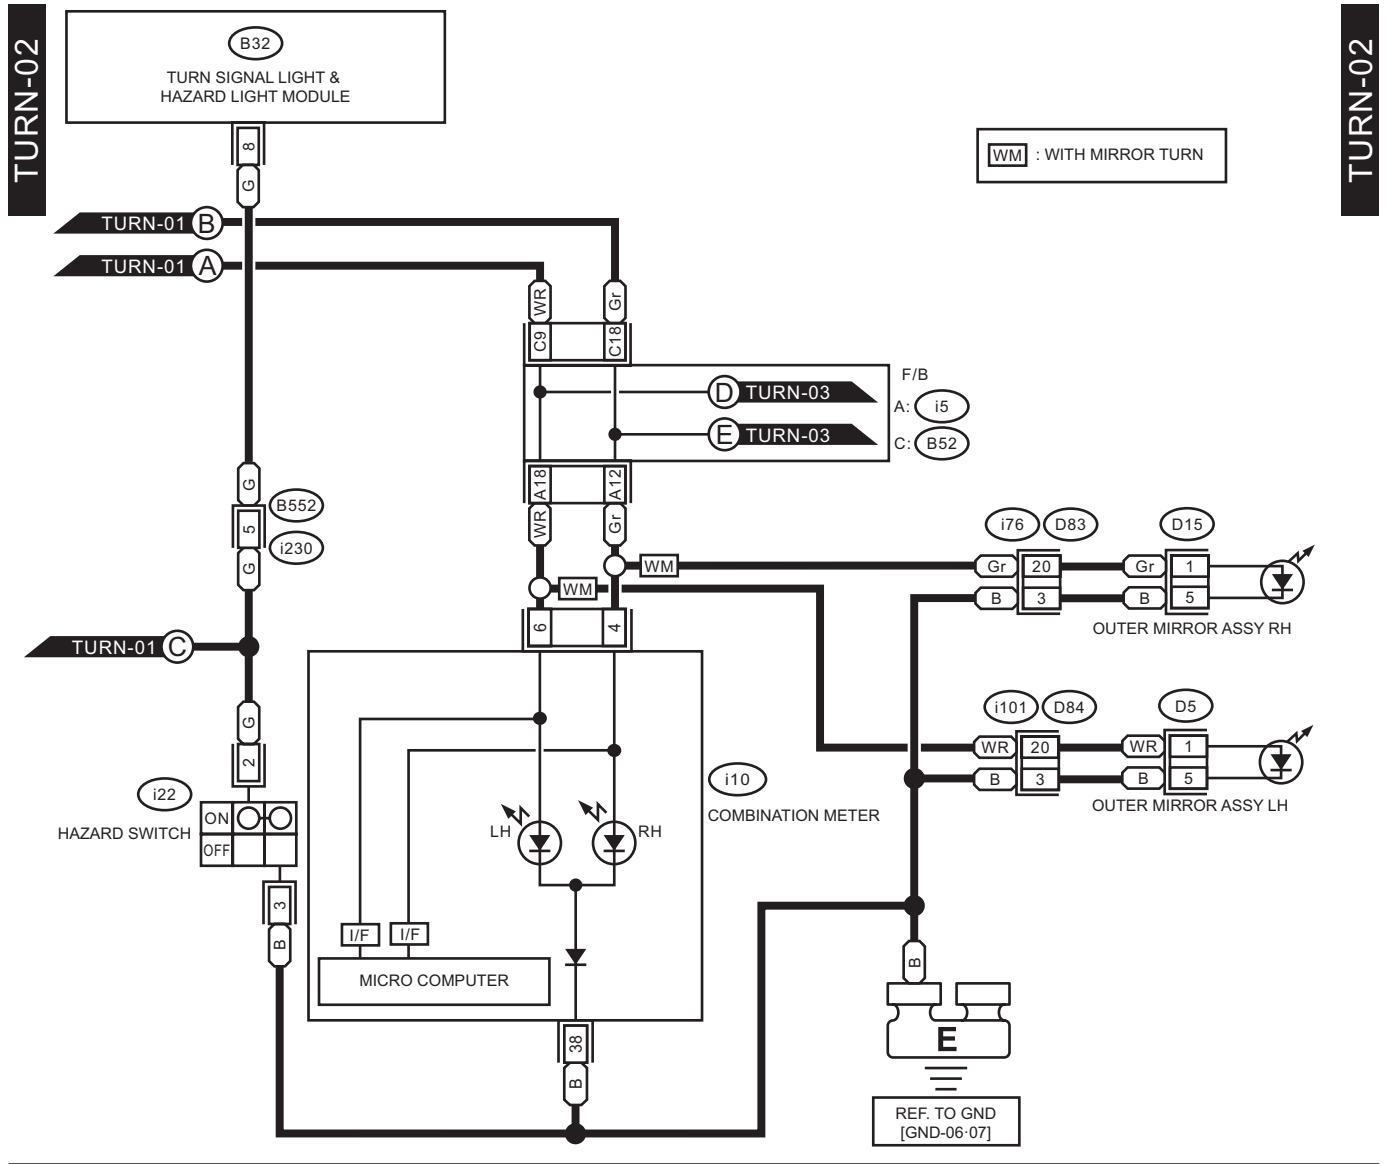 TURN-02
TURN-02
B32
TURN SIGNAL LIGHT &
HAZARD LIGHT MODULE
8
G
WM : WITH MIRROR TURN
TURN-01 B
TURN-01 A
WR Gr
C9 C18
D TURN-03
E TURN-03
F/B
A: i5
C: B52
A18 A12
WR Gr
G
5
G
B552
i230
WM
WM
i76 D83 D15
Gr 20 Gr 1
B 3 B 5
OUTER MIRROR ASSY RH
6 4
TURN-01 C
G
2
i22
HAZARD SWITCH
ON
OFF
3
B
i101 D84 D5
WR 20 WR 1
B 3 B 5
OUTER MIRROR ASSY LH
i10
COMBINATION METER
LH RH
I/F I/F
MICRO COMPUTER
38
B
B
E
REF. TO GND
[GND-06·07]